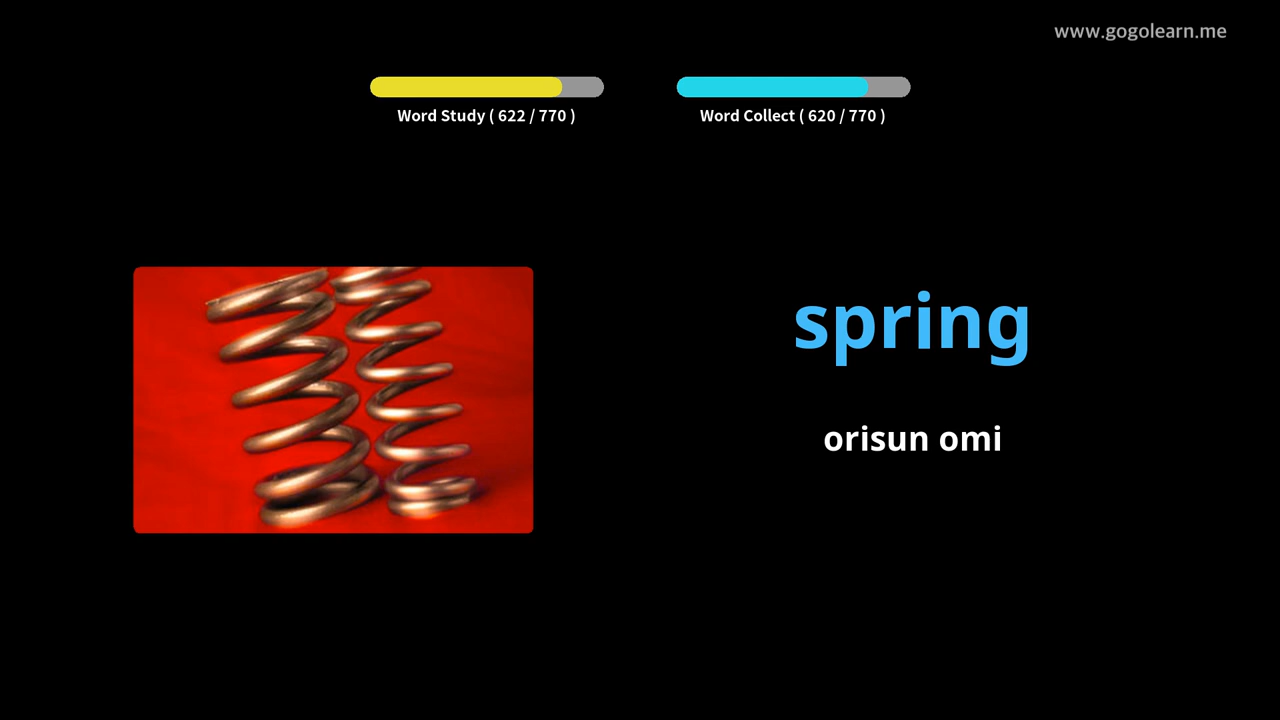 www.gogolearn.me
Word Study ( 622 / 770 )
Word Collect ( 620 / 770 )
spring
orisun omi